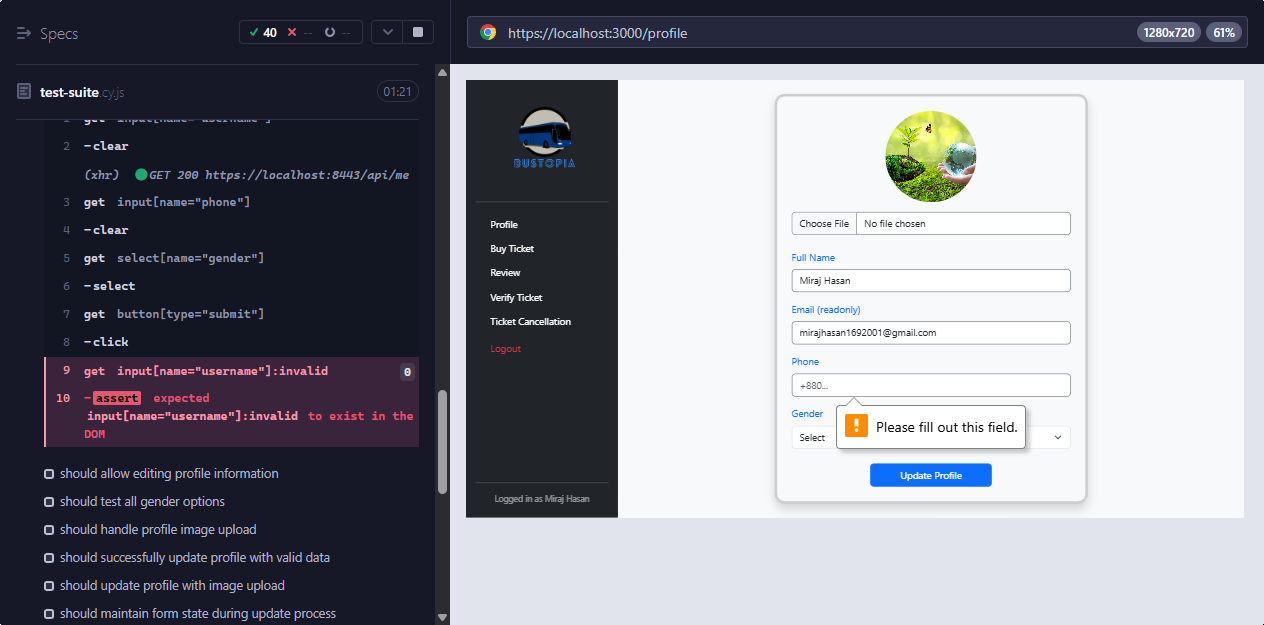 Specs
40
--
--
test-suite.cy.js
01:21
1 get input[name="username"]
2 -clear
(xhr) GET 200 https://localhost:8443/api/me
3 get input[name="phone"]
4 -clear
5 get select[name="gender"]
6 -select
7 get button[type="submit"]
8 -click
9 get input[name="username"]:invalid 0
10 -assert expected
input[name="username"]:invalid to exist in the
DOM
should allow editing profile information
should test all gender options
should handle profile image upload
should successfully update profile with valid data
should update profile with image upload
should maintain form state during update process
https://localhost:3000/profile
1280x720
61%
BUSTOPIA
Profile
Buy Ticket
Review
Verify Ticket
Ticket Cancellation
Logout
Logged in as Miraj Hasan
Choose File No file chosen
Full Name
Miraj Hasan
Email (readonly)
mirajhasan1692001@gmail.com
Phone
+880...
Gender
Select
! Please fill out this field.
Update Profile